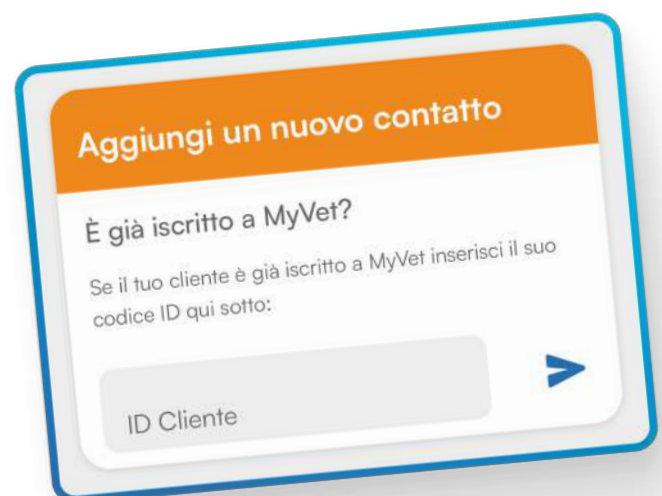 Aggiungi un nuovo contatto
È già iscritto a MyVet?
Se il tuo cliente è già iscritto a MyVet inserisci il suo
codice ID qui sotto:
ID Cliente